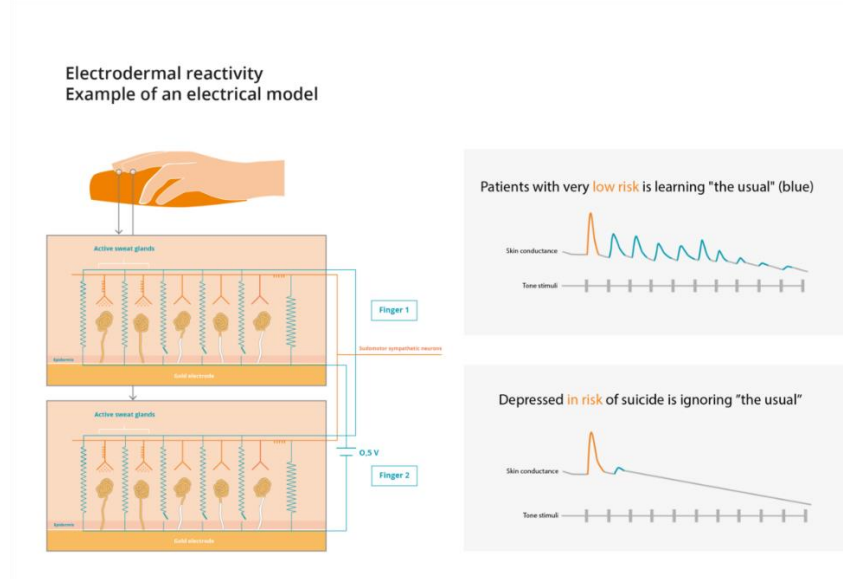 Electrodermal reactivity
Example of an electrical model
Active sweat glands
Finger 1
Sudomotor sympathetic neurons
Epidermis
Gold electrode
Active sweat glands
0,5 V
Finger 2
Epidermis
Gold electrode
Patients with very low risk is learning "the usual" (blue)
Skin conductance
Tone stimuli
Depressed in risk of suicide is ignoring "the usual"
Skin conductance
Tone stimuli